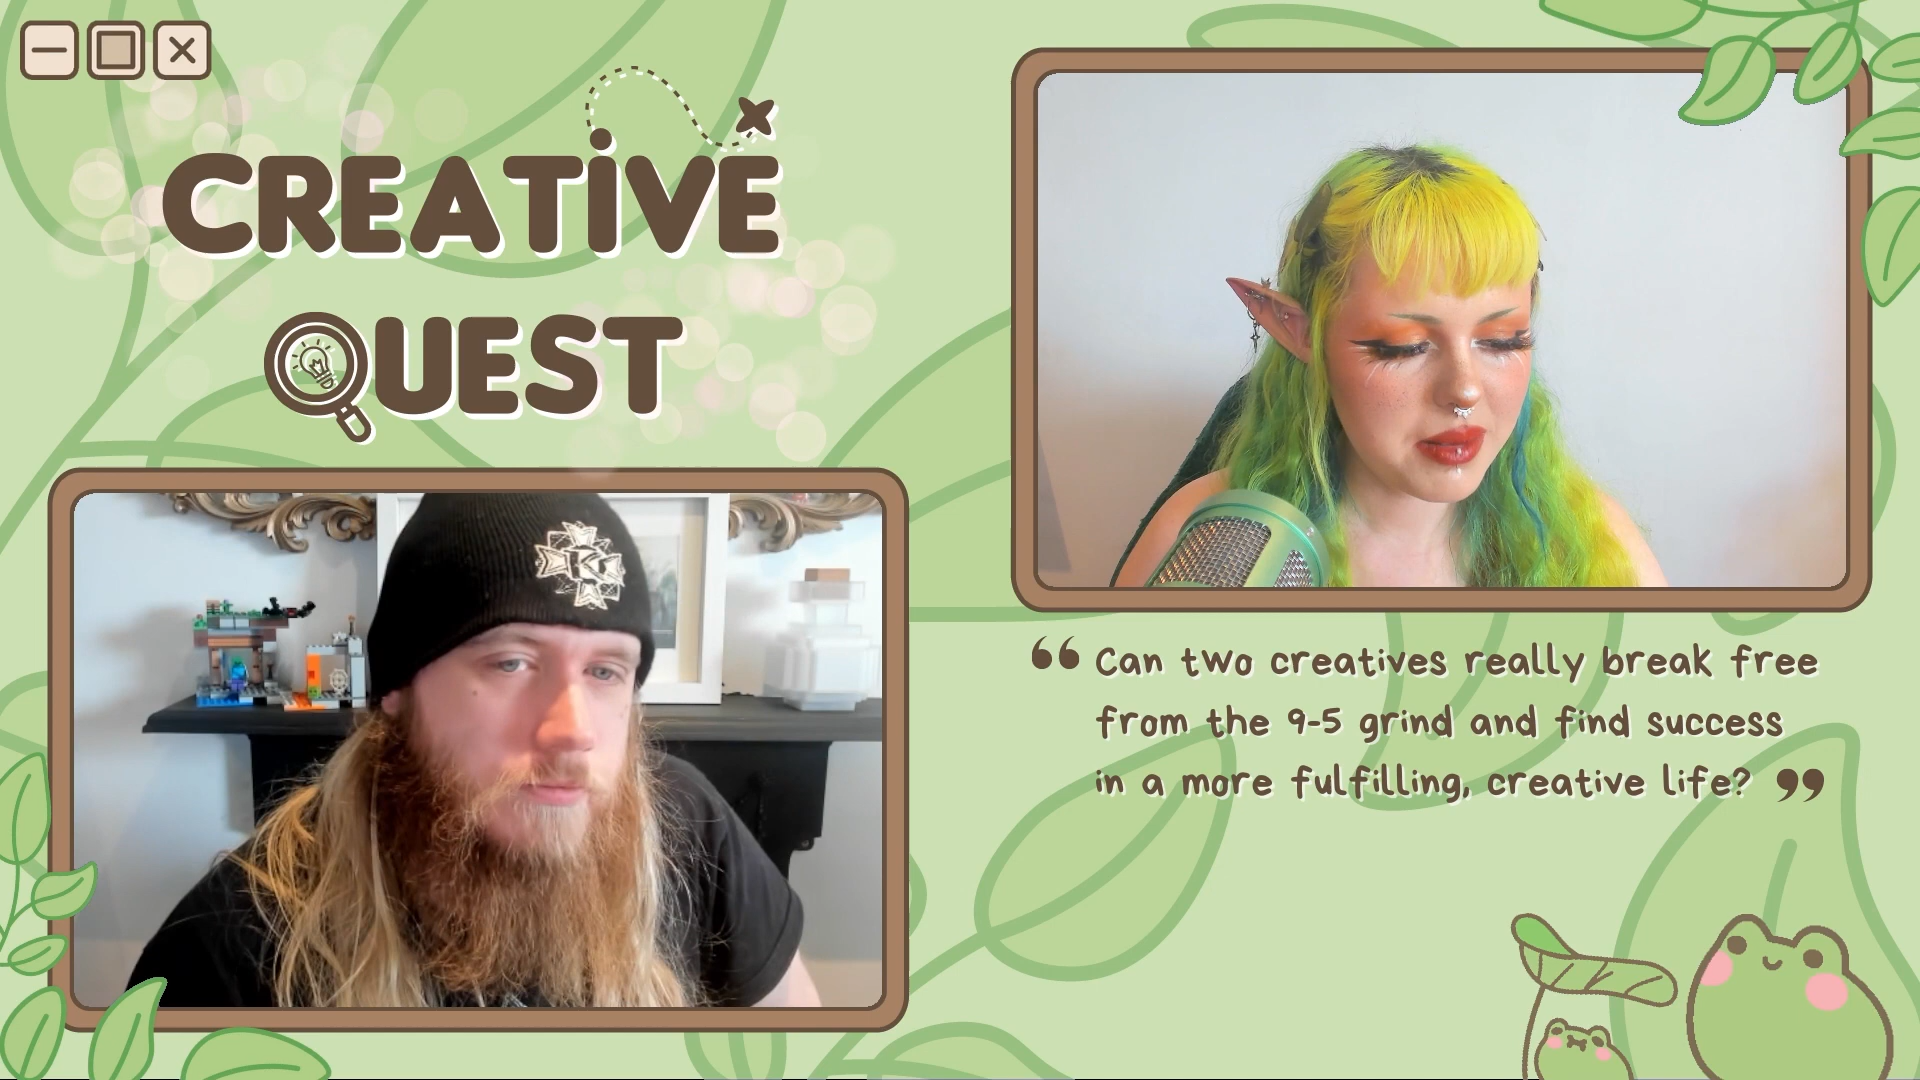 CREATiVE
QUEST
“ Can two creatives really break free
from the 9-5 grind and find success
in a more fulfilling, creative life? ”